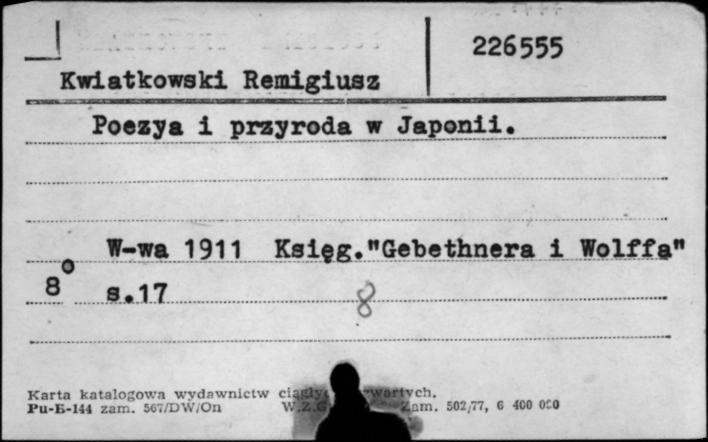 226555
Kwiatkowski Remigiusz
Poezya i przyroda w Japonii.
W-wa 1911 Księg."Gebethnera i Wolffa"
8° s.17 8
Karta katalogowa wydawnictw
Pu-E-144 zam. 567/DW/On W.Z.G Zam. 502/77, 6 400 000